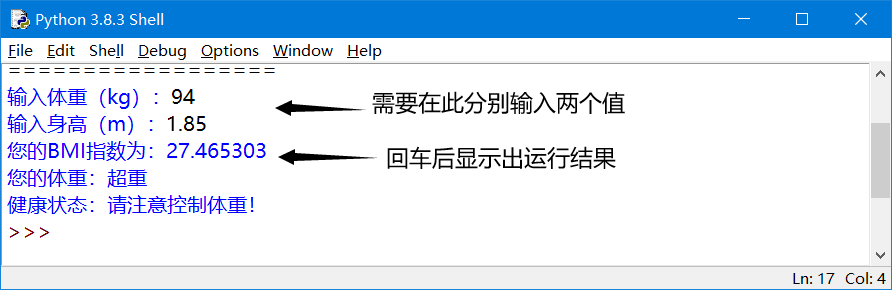 Python 3.8.3 Shell
File Edit Shell Debug Options Window Help
==================
输入体重（kg）：94
输入身高（m）：1.85
需要在此分别输入两个值
您的BMI指数为：27.465303
回车后显示出运行结果
您的体重：超重
健康状态：请注意控制体重！
>>>
Ln: 17 Col: 4